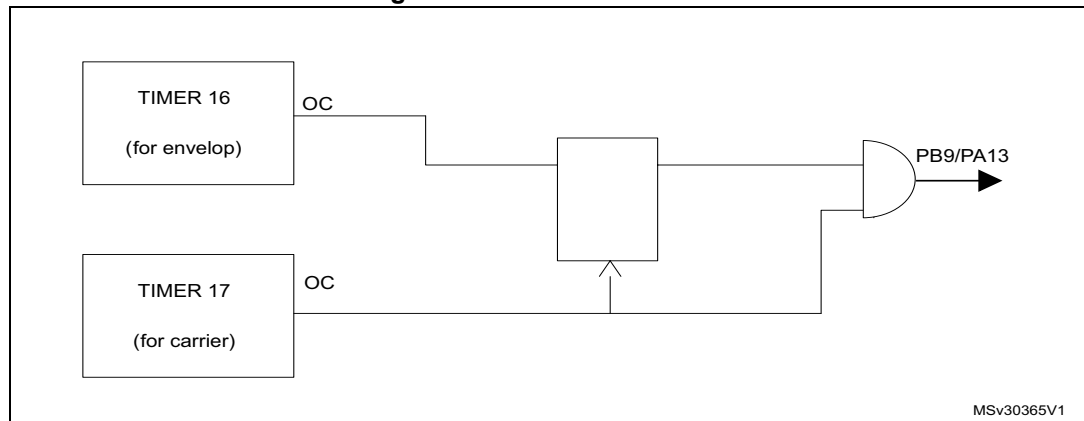 TIMER 16
(for envelop)
OC
PB9/PA13
TIMER 17
(for carrier)
OC
MSv30365V1